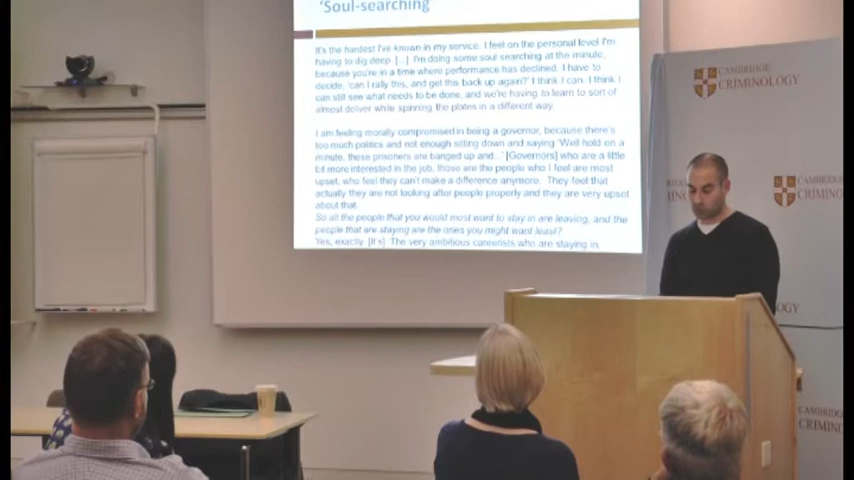 'Soul-searching
It's the hardest I've known in my service. I feel on the personal level I'm
having to dig deep. [...] I'm doing some soul searching at the minute,
because you're in a time where performance has declined. I have to
decide, 'can I rally this, and get this back up again?' I think I can. I think I
can still see what needs to be done, and we're having to learn to sort of
almost deliver while spinning the plates in a different way.
I am feeling morally compromised in being a governor, because there's
too much politics and not enough sitting down and saying 'Well hold on a
minute, these prisoners are banged up and...' [Governors] who are a little
bit more interested in the job, those are the people who I feel are most
upset, who feel they can't make a difference anymore. They feel that
actually they are not looking after people properly and they are very upset
about that.
So all the people that you would most want to stay in are leaving, and the
people that are staying are the ones you might want least?
Yes, exactly. [It's] The very ambitious careerists who are staying in.
CAMBRIDGE
CRIMINOLOGY
CAMBRIDG
CRIMINO
OGY
CAMBRIDG
CRIMIN